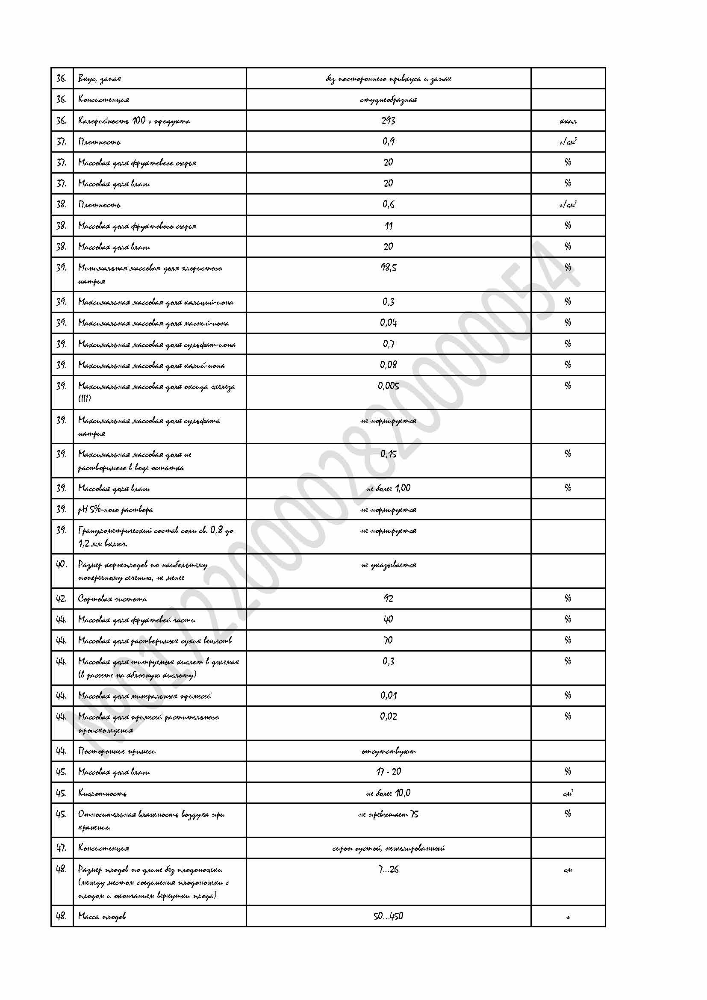 36. Вкус, запах без постороннего привкуса и запах
36. Консистенция студнеобразная
36. Калорийность 100 г продукта 293 ккал
37. Плотность 0,9 г/см³
37. Массовая доля фруктового сырья 20 %
37. Массовая доля влаги 20 %
38. Плотность 0,6 г/см³
38. Массовая доля фруктового сырья 11 %
38. Массовая доля влаги 20 %
39. Минимальная массовая доля хлористого 98,5 %
натрия
39. Максимальная массовая доля кальций-иона 0,3 %
39. Максимальная массовая доля магний-иона 0,04 %
39. Максимальная массовая доля сульфат-иона 0,7 %
39. Максимальная массовая доля калий-иона 0,08 %
39. Максимальная массовая доля оксида железа 0,005 %
(III)
39. Максимальная массовая доля сульфата не нормируется
натрия
39. Максимальная массовая доля не 0,15 %
растворимого в воде остатка
39. Массовая доля влаги не более 1,00 %
39. pH 5%-ного раствора не нормируется
39. Гранулометрический состав соли св. 0,8 до не нормируется
1,2 мм включ.
40. Размер корнеплодов по наибольшему не указывается
поперечному сечению, не менее
42. Сортовая чистота 92 %
44. Массовая доля фруктовой части 40 %
44. Массовая доля растворимых сухих веществ 70 %
44. Массовая доля титруемых кислот в джемах 0,3 %
(в расчете на яблочную кислоту)
44. Массовая доля минеральных примесей 0,01 %
44. Массовая доля примесей растительного 0,02 %
происхождения
44. Посторонние примеси отсутствуют
45. Массовая доля влаги 17 - 20 %
45. Кислотность не более 10,0 см³
45. Относительная влажность воздуха при не превышает 75 %
хранении
47. Консистенция сироп густой, нежелированный
48. Размер плодов по длине без плодоножки 7...26 см
(между местом соединения плодоножки с
плодом и окончанием верхушки плода)
48. Масса плодов 50...450 г
№0172200002820000054